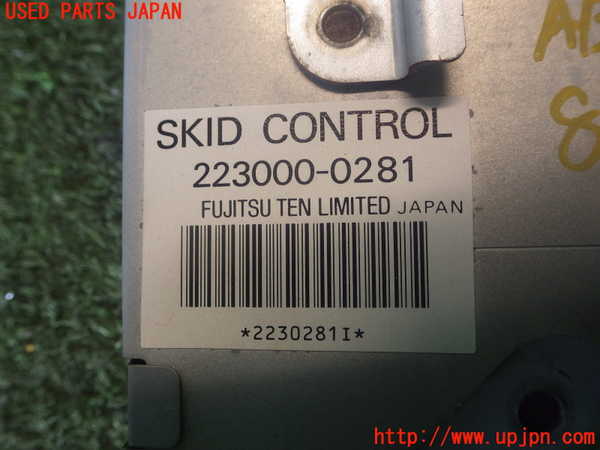 USED PARTS JAPAN
SKID CONTROL
223000-0281
FUJITSU TEN LIMITED JAPAN
*2230281I*
http://www.upjpn.com/